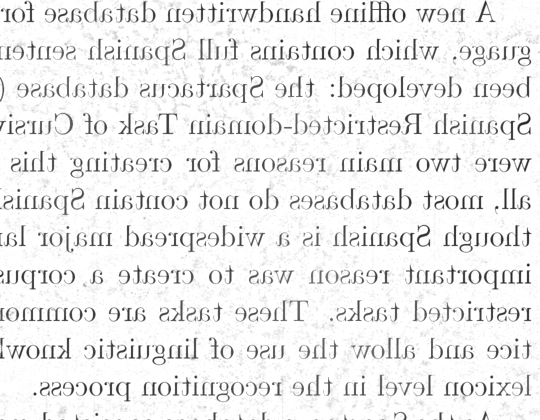 A new offline handwritten database for
guage, which contains full Spanish senten
been developed: the Spartacus database (
Spanish Restricted-domain Task of Cursiv
were two main reasons for creating this
all, most databases do not contain Spanis
though Spanish is a widespread major la
important reason was to create a corpus
restricted tasks. These tasks are common
tice and allow the use of linguistic knowl
lexicon level in the recognition process.